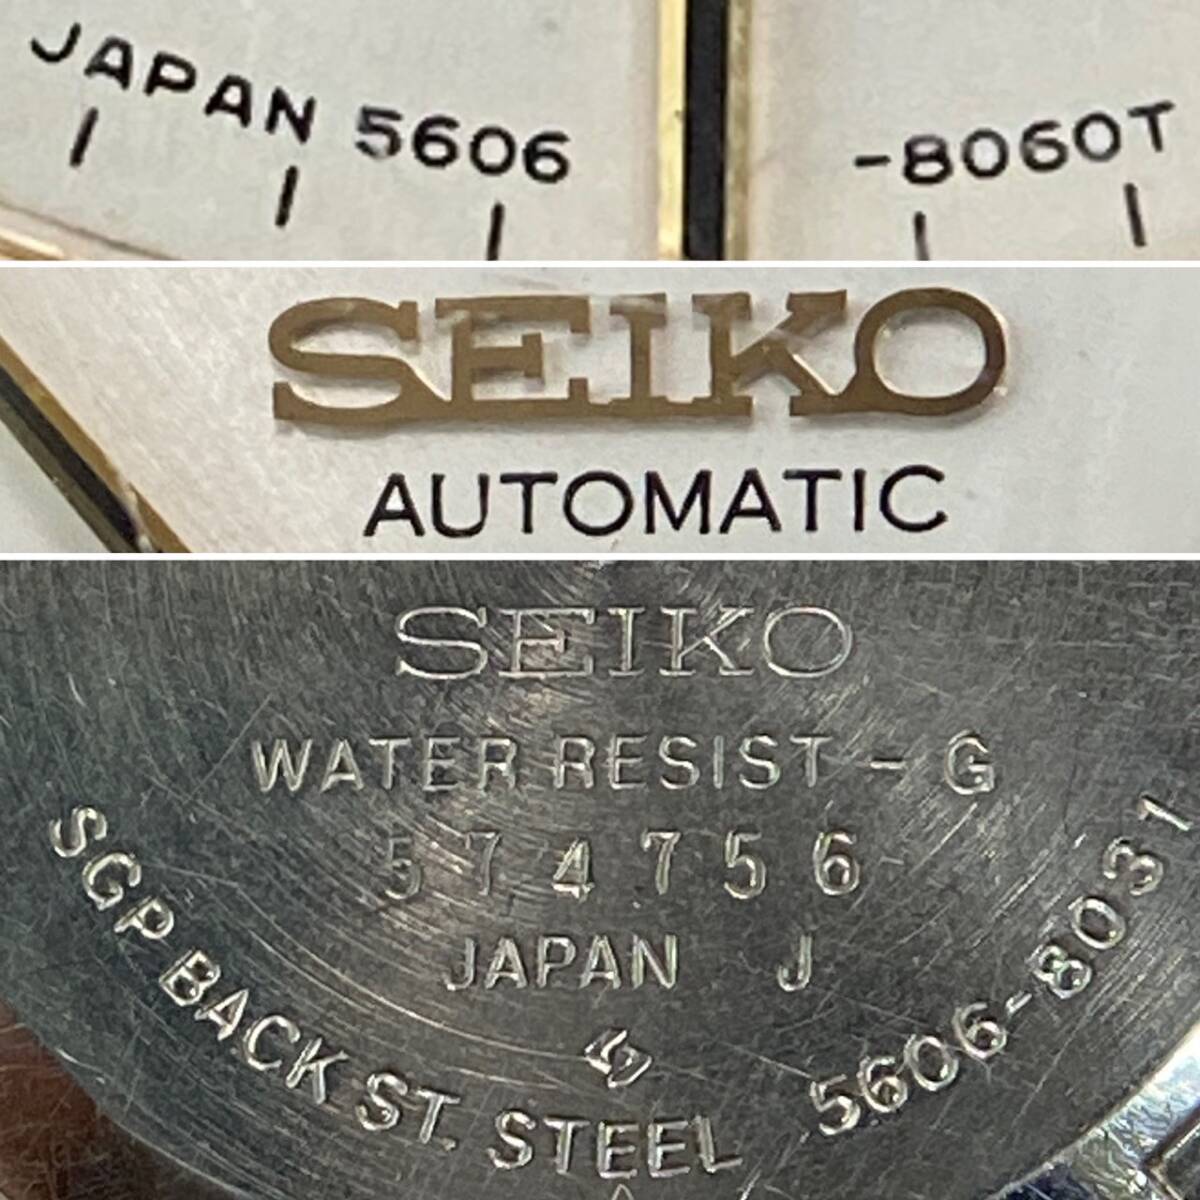 JAPAN 5606 -8060T
SEIKO
AUTOMATIC
SEIKO
WATER RESIST - G
574756
JAPAN J
SGP BACK ST. STEEL 5606-8031